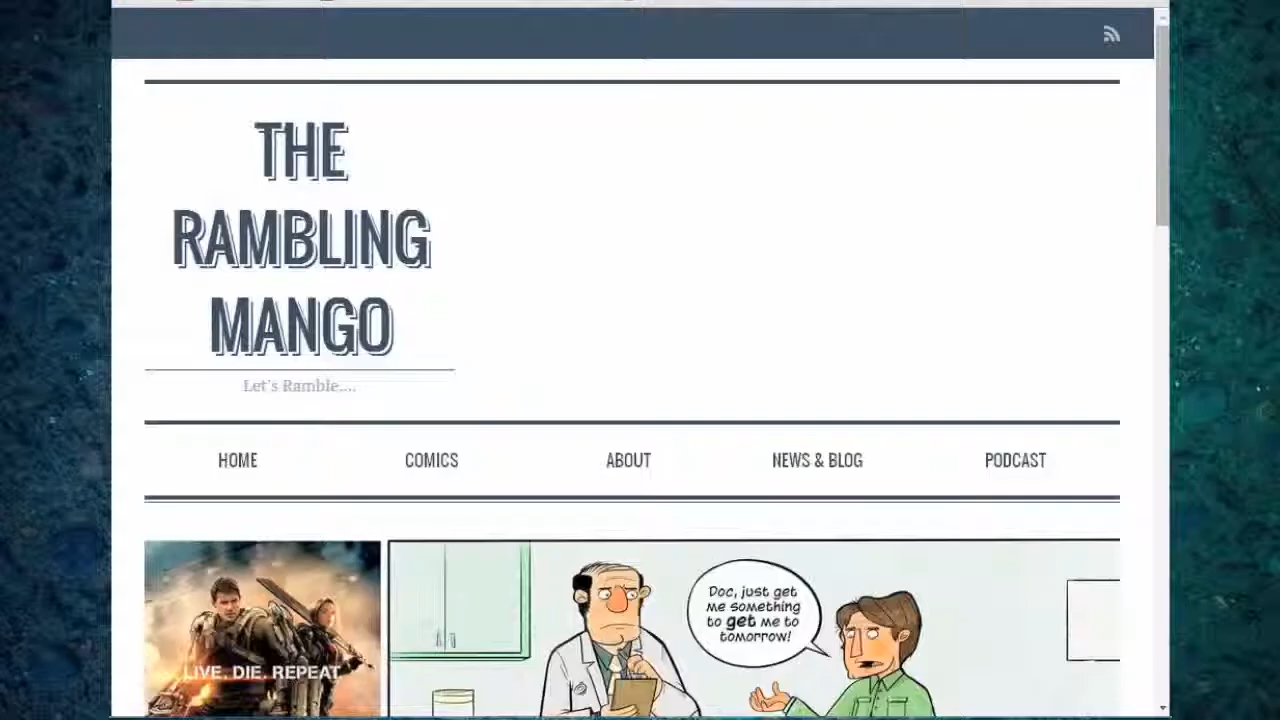 THE
RAMBLING
MANGO
Let's Ramble....
HOME COMICS ABOUT NEWS & BLOG PODCAST
LIVE. DIE. REPEAT
Doc, just get
me something
to get me to
tomorrow!